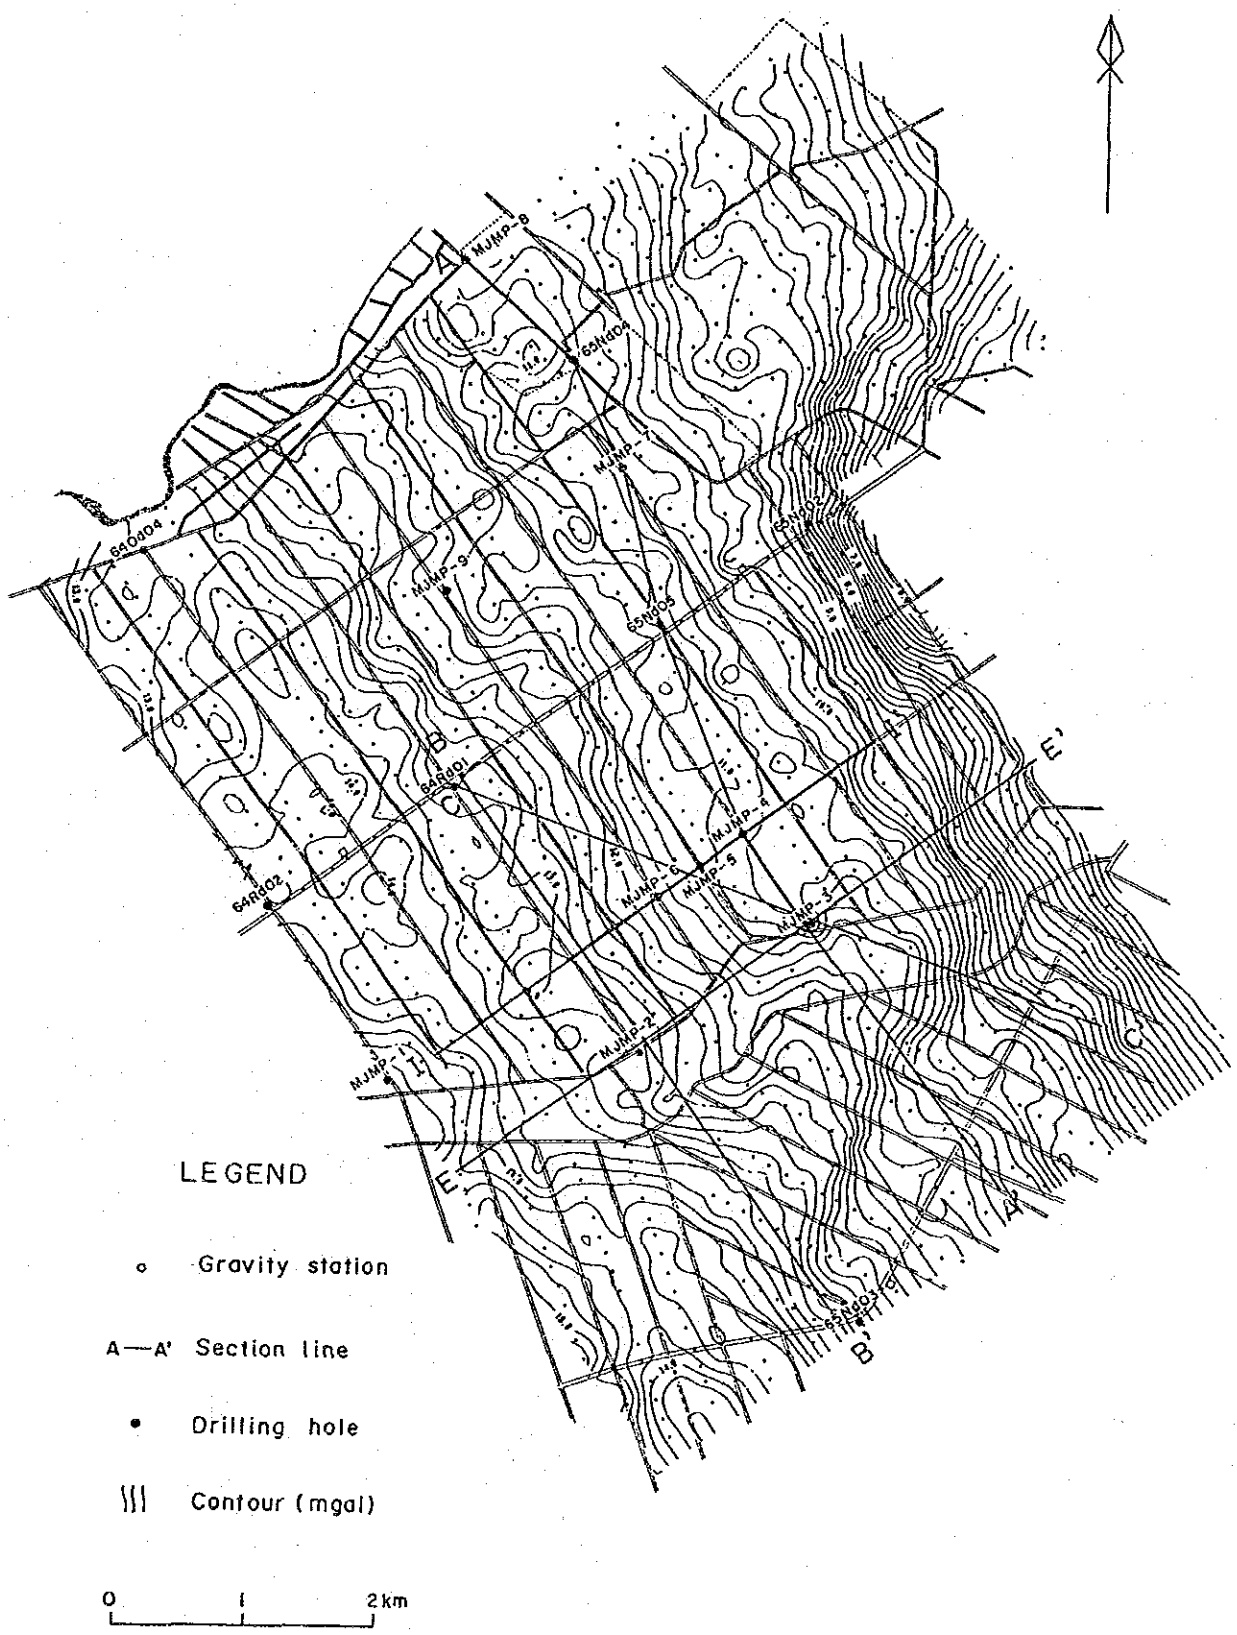 MJMP-8
A
65Nd04
MJMP-7
65Nd02
64Od04
MJMP-9
65Nd05
B
64Rd01
C
E'
I
MJMP-4
MJMP-5
MJMP-6
MJMP-3
64Rd02
MJMP-2
MJMP-1
I'
C'
E
A'
65Nd03
B'
LEGEND
Gravity station
A—A' Section line
Drilling hole
Contour (mgal)
0 1 2km